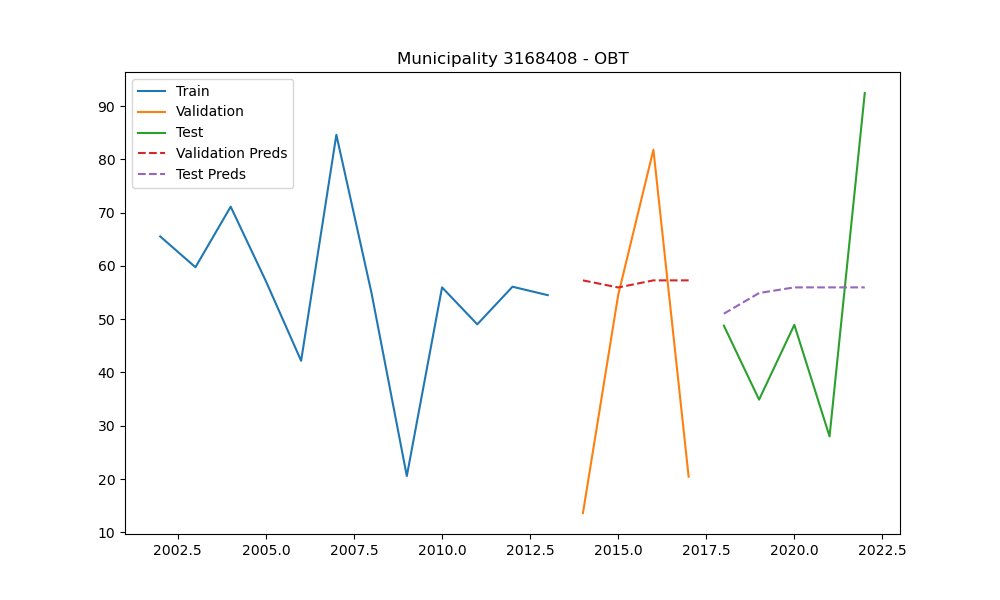 Municipality 3168408 - OBT
Train
Validation
Test
Validation Preds
Test Preds
90
80
70
60
50
40
30
20
10
2002.5 2005.0 2007.5 2010.0 2012.5 2015.0 2017.5 2020.0 2022.5